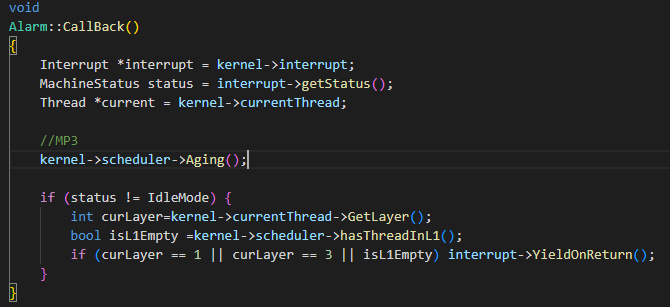 void
Alarm::CallBack()
{
    Interrupt *interrupt = kernel->interrupt;
    MachineStatus status = interrupt->getStatus();
    Thread *current = kernel->currentThread;
    //MP3
    kernel->scheduler->Aging();
    if (status != IdleMode) {
        int curLayer=kernel->currentThread->GetLayer();
        bool isL1Empty =kernel->scheduler->hasThreadInL1();
        if (curLayer == 1 || curLayer == 3 || isL1Empty) interrupt->YieldOnReturn();
    }
}